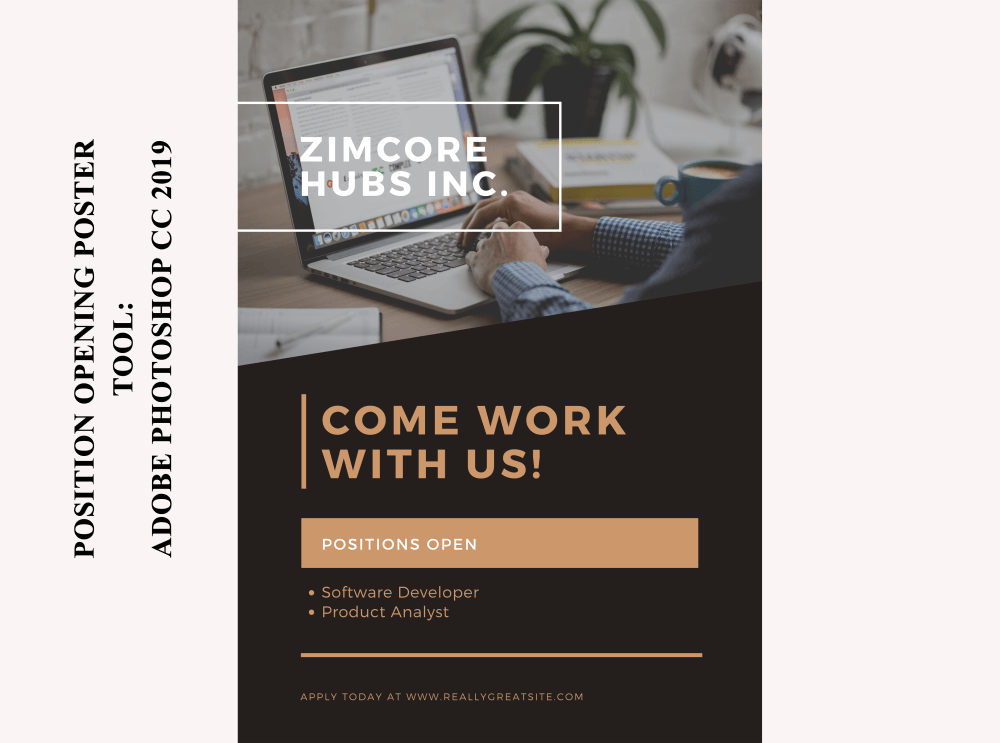 POSITION OPENING POSTER
TOOL:
ADOBE PHOTOSHOP CC 2019
ZIMCORE
HUBS INC.
COME WORK
WITH US!
POSITIONS OPEN
• Software Developer
• Product Analyst
APPLY TODAY AT WWW.REALLYGREATSITE.COM